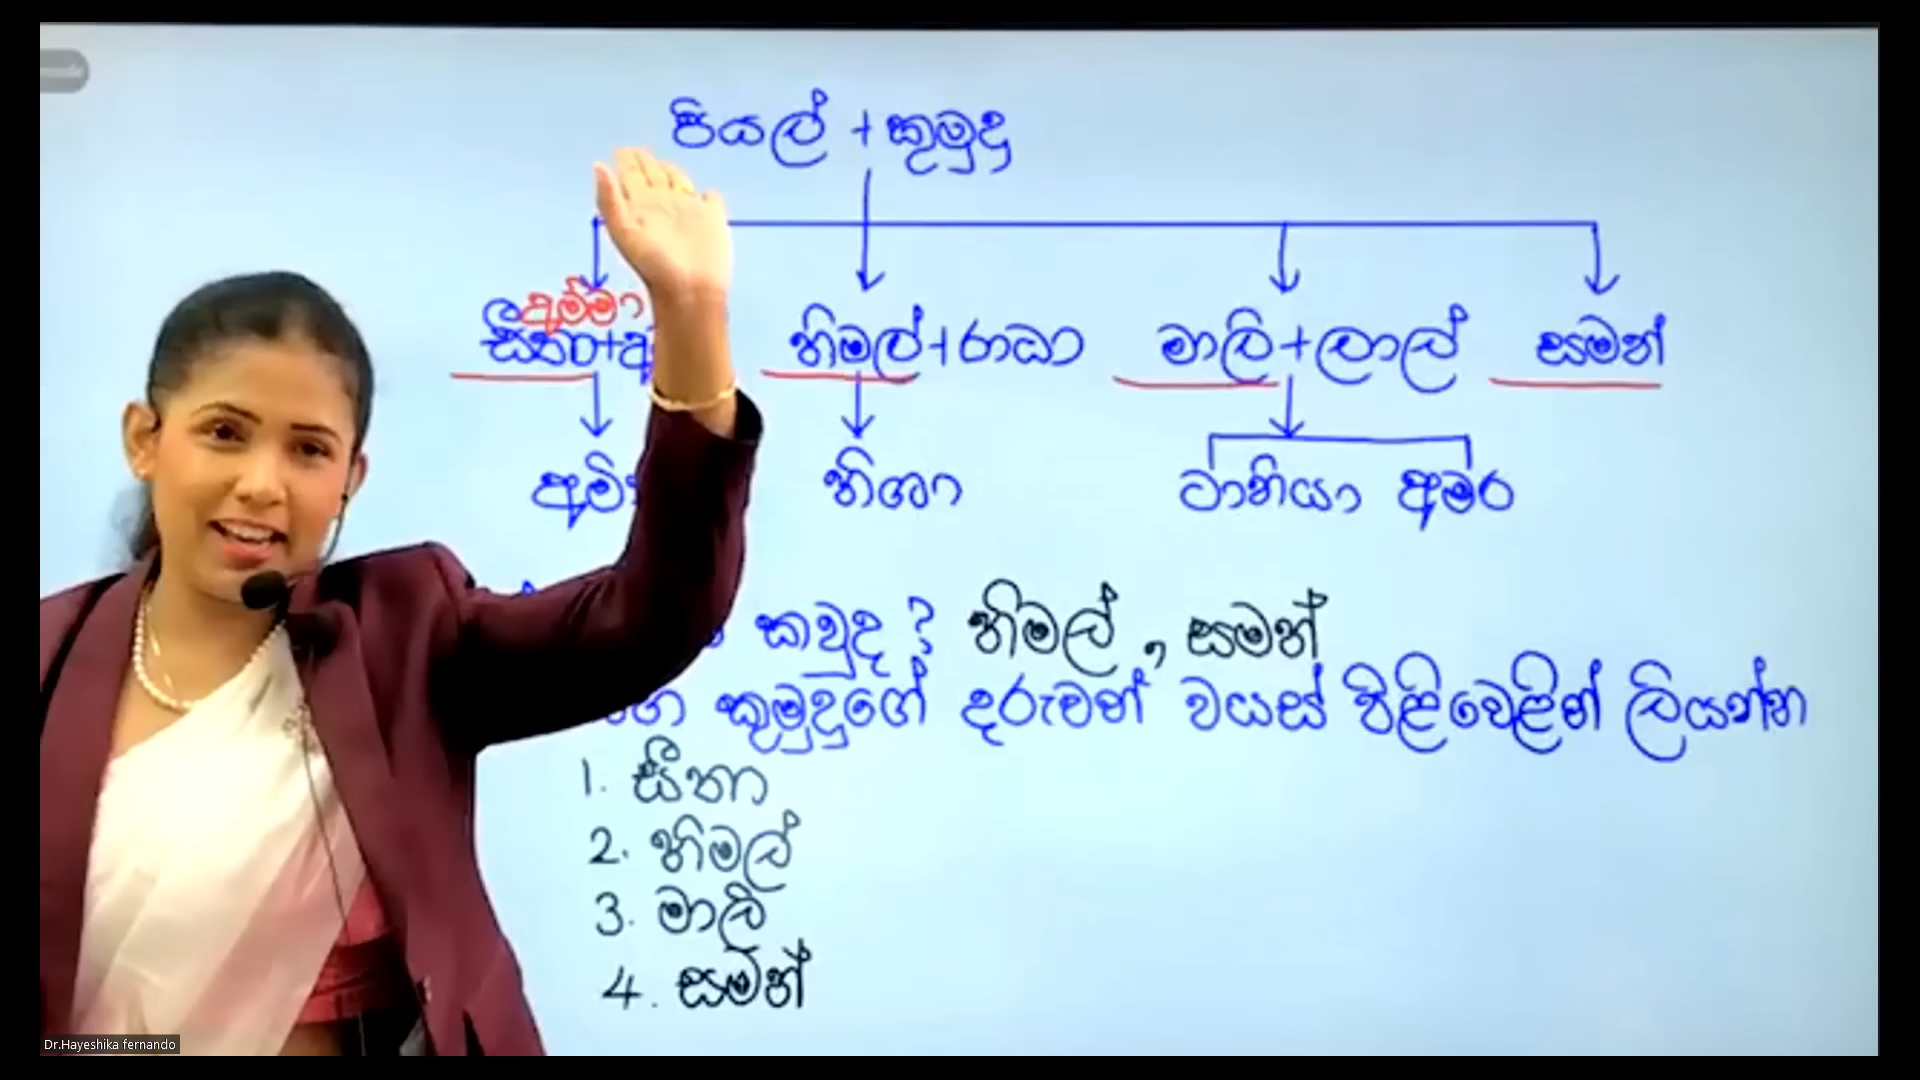 පියල් + කුමුදු
අම්මා
සීතා+
නිමල්+රාධා
මාලි+ලාල්
සමන්
නිශා
ටානියා අමර
කවුද? නිමල්, සමන්
කුමුදුගේ දරුවන් වයස් පිළිවෙළින් ලියන්න
1. සීතා
2. නිමල්
3. මාලි
4. සමන්
Dr.Hayeshika fernando